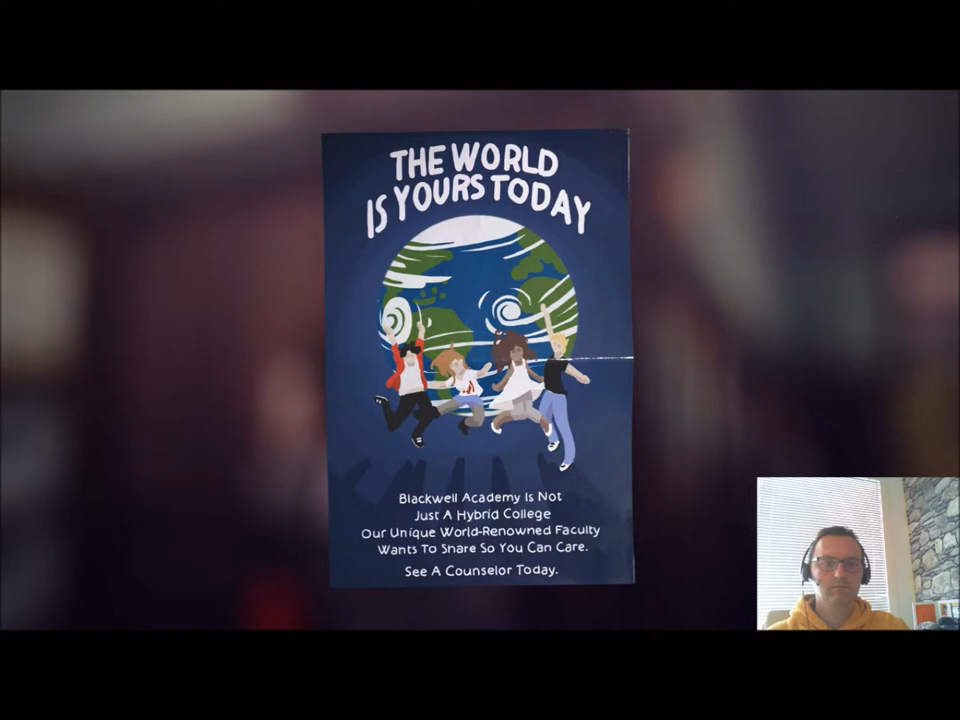 THE WORLD
IS YOURS TODAY
Blackwell Academy Is Not
Just A Hybrid College
Our Unique World-Renowned Faculty
Wants To Share So You Can Care.
See A Counselor Today.